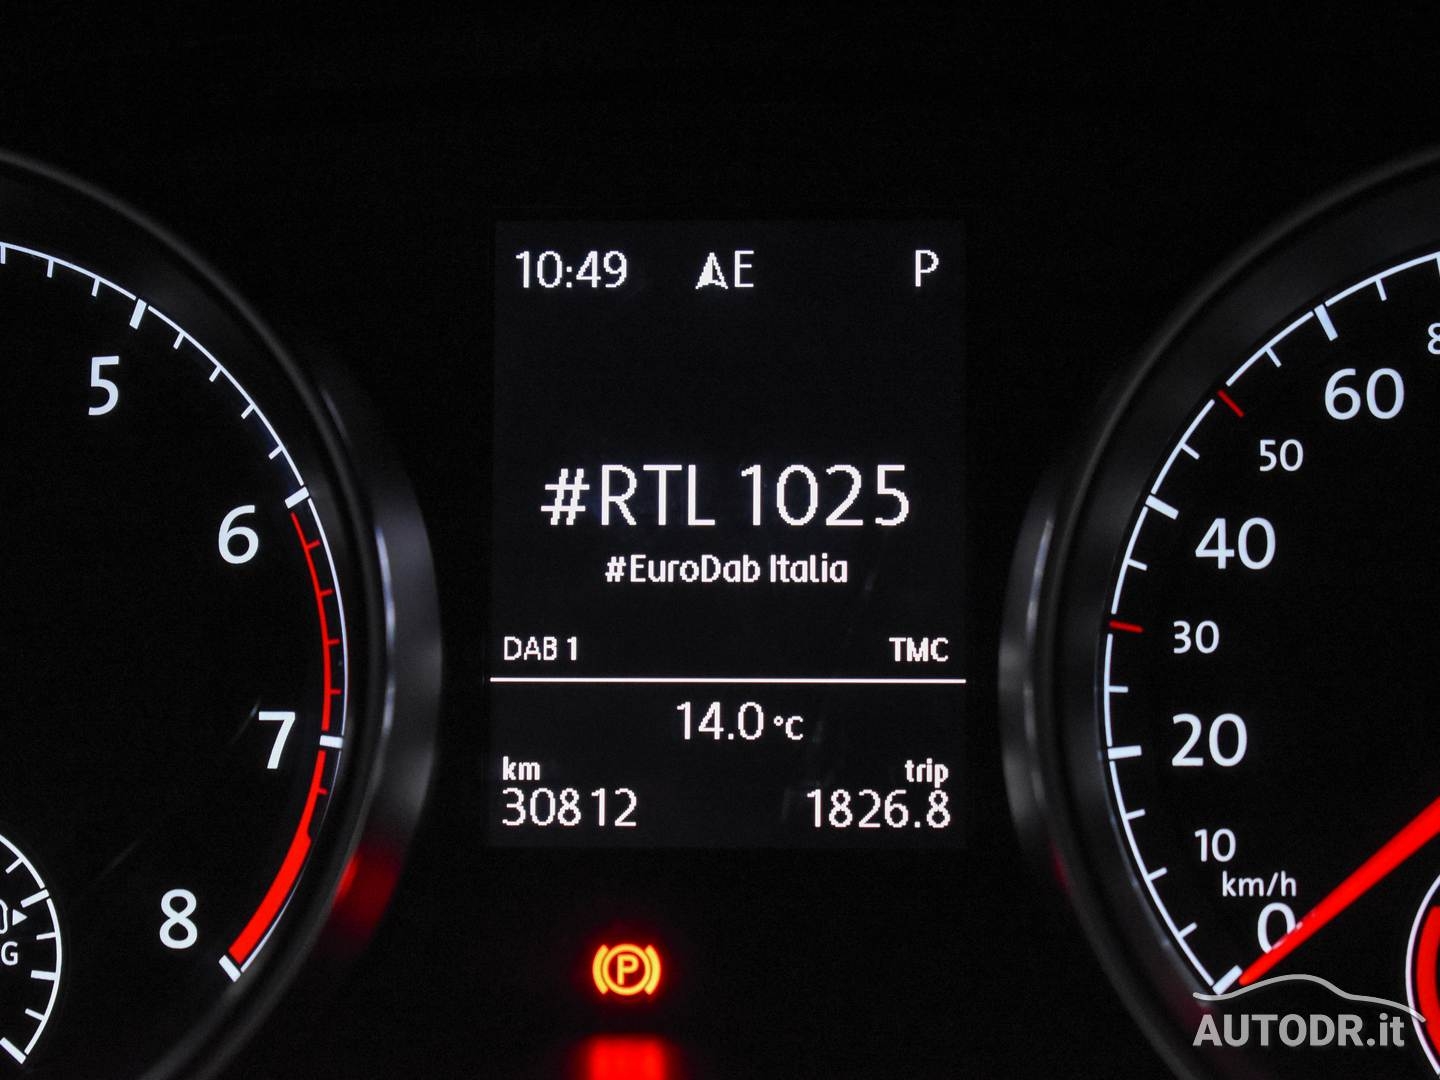 10:49 E P
#RTL 1025
#EuroDab Italia
DAB 1 TMC
14.0 °C
km trip
30812 1826.8
5
6
7
8
G
P
8
60
50
40
30
20
10
km/h
0
AUTODR.it